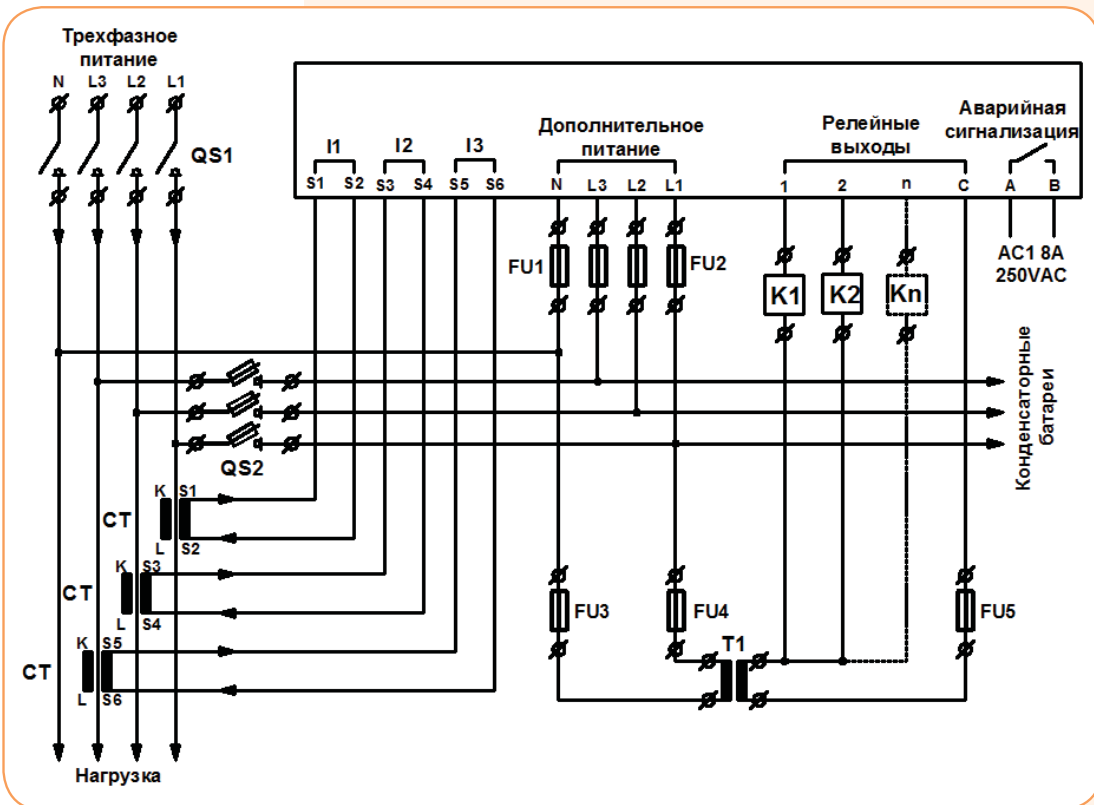 Трехфазное
питание
N L3 L2 L1
QS1
I1 I2 I3
S1 S2 S3 S4 S5 S6
Дополнительное
питание
N L3 L2 L1
Релейные
выходы
1 2 n C
Аварийная
сигнализация
A B
AC1 8A
250VAC
FU1 FU2
K1 K2 Kn
QS2
Конденсаторные
батареи
K S1
CT
L S2
K S3
CT
L S4
K S5
CT
L S6
FU3 FU4 FU5
T1
Нагрузка